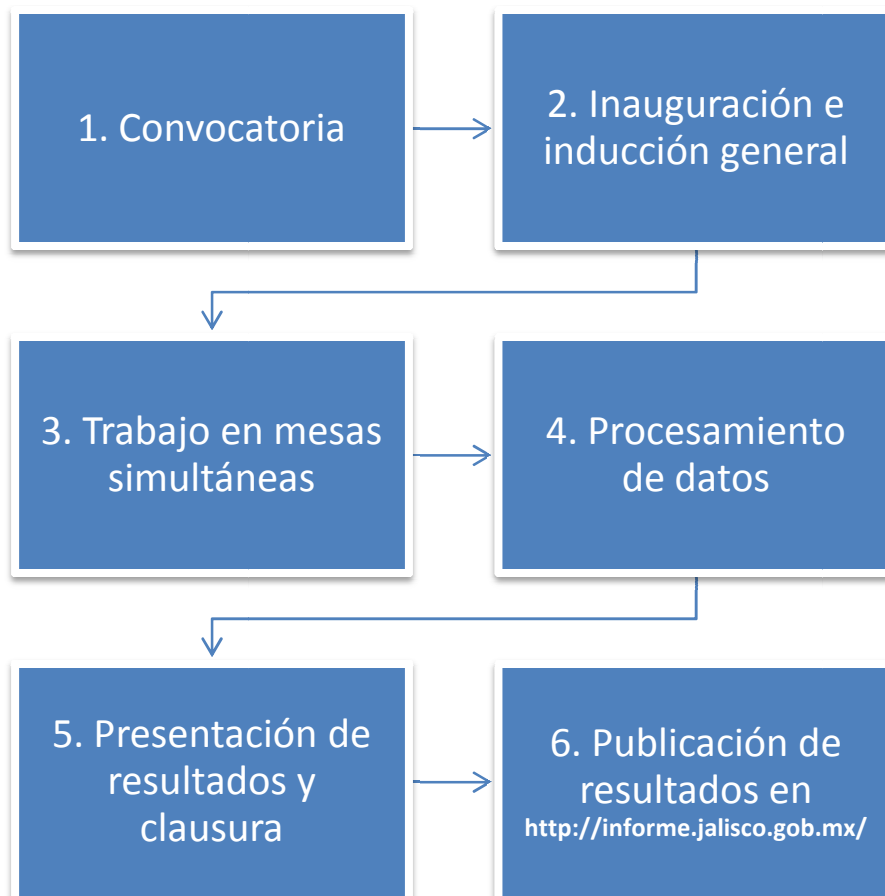 1. Convocatoria
2. Inauguración e
inducción general
3. Trabajo en mesas
simultáneas
4. Procesamiento
de datos
5. Presentación de
resultados y
clausura
6. Publicación de
resultados en
http://informe.jalisco.gob.mx/